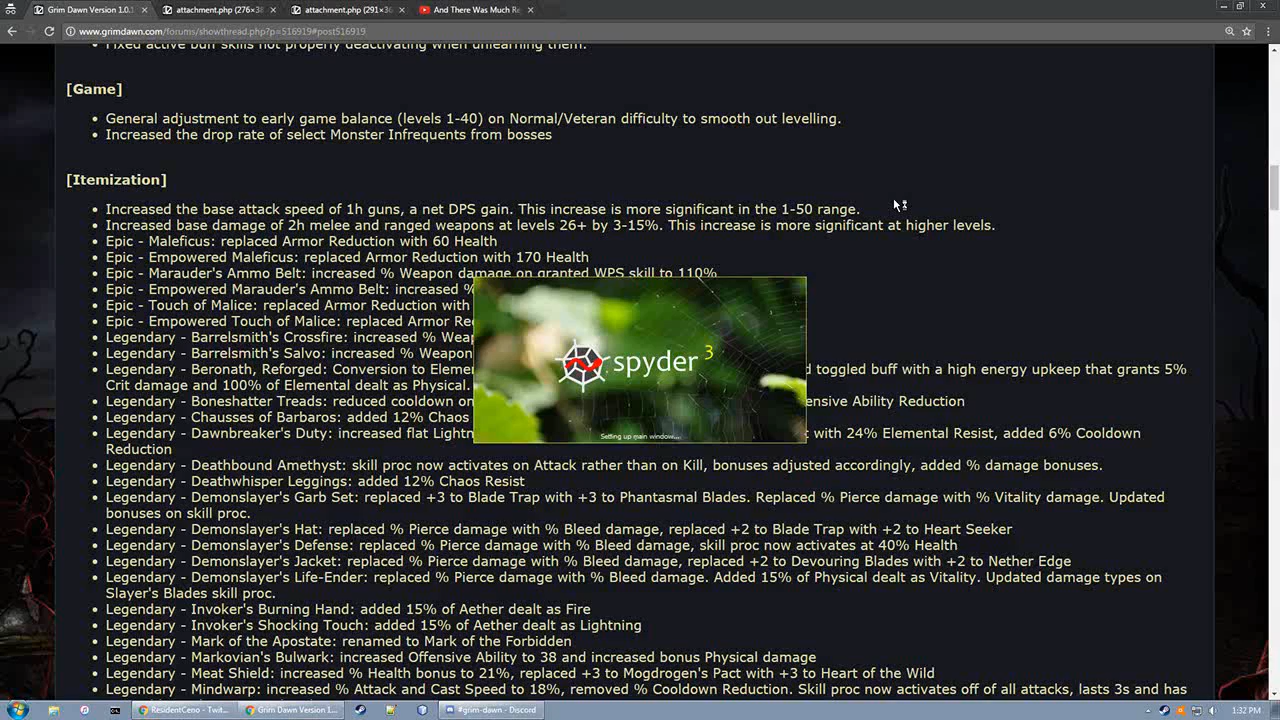 Grim Dawn Version 1.0.
attachment.php (276×38
attachment.php (291×36
And There Was Much Re
www.grimdawn.com/forums/showthread.php?p=516919#post516919
Fixed active buff skills not properly deactivating when unlearning them.
[Game]
General adjustment to early game balance (levels 1-40) on Normal/Veteran difficulty to smooth out levelling.
Increased the drop rate of select Monster Infrequents from bosses
[Itemization]
Increased the base attack speed of 1h guns, a net DPS gain. This increase is more significant in the 1-50 range.
Increased base damage of 2h melee and ranged weapons at levels 26+ by 3-15%. This increase is more significant at higher levels.
Epic - Maleficus: replaced Armor Reduction with 60 Health
Epic - Empowered Maleficus: replaced Armor Reduction with 170 Health
Epic - Marauder's Ammo Belt: increased % Weapon damage on granted WPS skill to 110%
Epic - Empowered Marauder's Ammo Belt: increased %
Epic - Touch of Malice: replaced Armor Reduction with
Epic - Empowered Touch of Malice: replaced Armor Re
Legendary - Barrelsmith's Crossfire: increased % Weap
Legendary - Barrelsmith's Salvo: increased % Weapon
Legendary - Beronath, Reforged: Conversion to Eleme d toggled buff with a high energy upkeep that grants 5%
Crit damage and 100% of Elemental dealt as Physical.
Legendary - Boneshatter Treads: reduced cooldown on ensive Ability Reduction
Legendary - Chausses of Barbaros: added 12% Chaos
Legendary - Dawnbreaker's Duty: increased flat Lightn with 24% Elemental Resist, added 6% Cooldown
Reduction
spyder 3
Setting up main window...
Legendary - Deathbound Amethyst: skill proc now activates on Attack rather than on Kill, bonuses adjusted accordingly, added % damage bonuses.
Legendary - Deathwhisper Leggings: added 12% Chaos Resist
Legendary - Demonslayer's Garb Set: replaced +3 to Blade Trap with +3 to Phantasmal Blades. Replaced % Pierce damage with % Vitality damage. Updated
bonuses on skill proc.
Legendary - Demonslayer's Hat: replaced % Pierce damage with % Bleed damage, replaced +2 to Blade Trap with +2 to Heart Seeker
Legendary - Demonslayer's Defense: replaced % Pierce damage with % Bleed damage, skill proc now activates at 40% Health
Legendary - Demonslayer's Jacket: replaced % Pierce damage with % Bleed damage, replaced +2 to Devouring Blades with +2 to Nether Edge
Legendary - Demonslayer's Life-Ender: replaced % Pierce damage with % Bleed damage. Added 15% of Physical dealt as Vitality. Updated damage types on
Slayer's Blades skill proc.
Legendary - Invoker's Burning Hand: added 15% of Aether dealt as Fire
Legendary - Invoker's Shocking Touch: added 15% of Aether dealt as Lightning
Legendary - Mark of the Apostate: renamed to Mark of the Forbidden
Legendary - Markovian's Bulwark: increased Offensive Ability to 38 and increased bonus Physical damage
Legendary - Meat Shield: increased % Health bonus to 21%, replaced +3 to Mogdrogen's Pact with +3 to Heart of the Wild
Legendary - Mindwarp: increased % Attack and Cast Speed to 18%, removed % Cooldown Reduction. Skill proc now activates off of all attacks, lasts 3s and has
ResidentCeno - Twit...
Grim Dawn Version 1...
#grim-dawn - Discord
1:32 PM